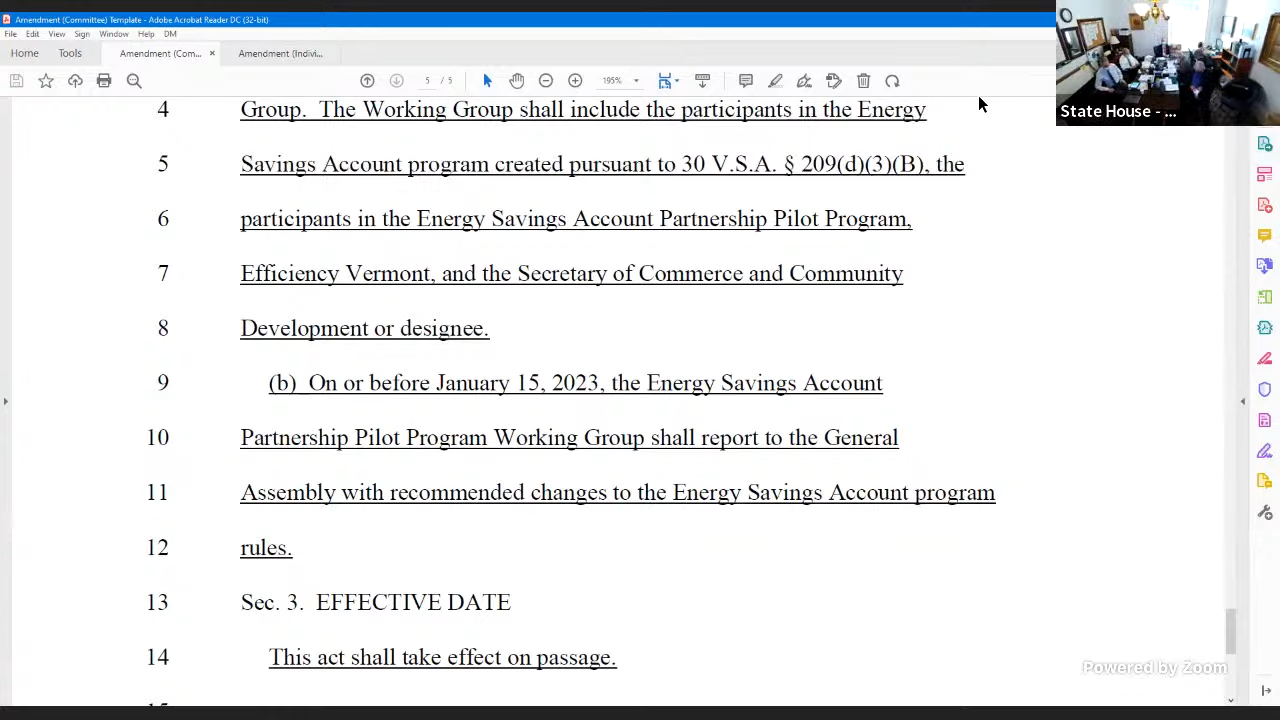 Amendment (Committee) Template - Adobe Acrobat Reader DC (32-bit)
File Edit View Sign Window Help DM
Home Tools Amendment (Com... × Amendment (Indivi...
5 / 5 195%
State House - ...
4 Group. The Working Group shall include the participants in the Energy
5 Savings Account program created pursuant to 30 V.S.A. § 209(d)(3)(B), the
6 participants in the Energy Savings Account Partnership Pilot Program,
7 Efficiency Vermont, and the Secretary of Commerce and Community
8 Development or designee.
9 (b) On or before January 15, 2023, the Energy Savings Account
10 Partnership Pilot Program Working Group shall report to the General
11 Assembly with recommended changes to the Energy Savings Account program
12 rules.
13 Sec. 3. EFFECTIVE DATE
14 This act shall take effect on passage.
Powered by Zoom